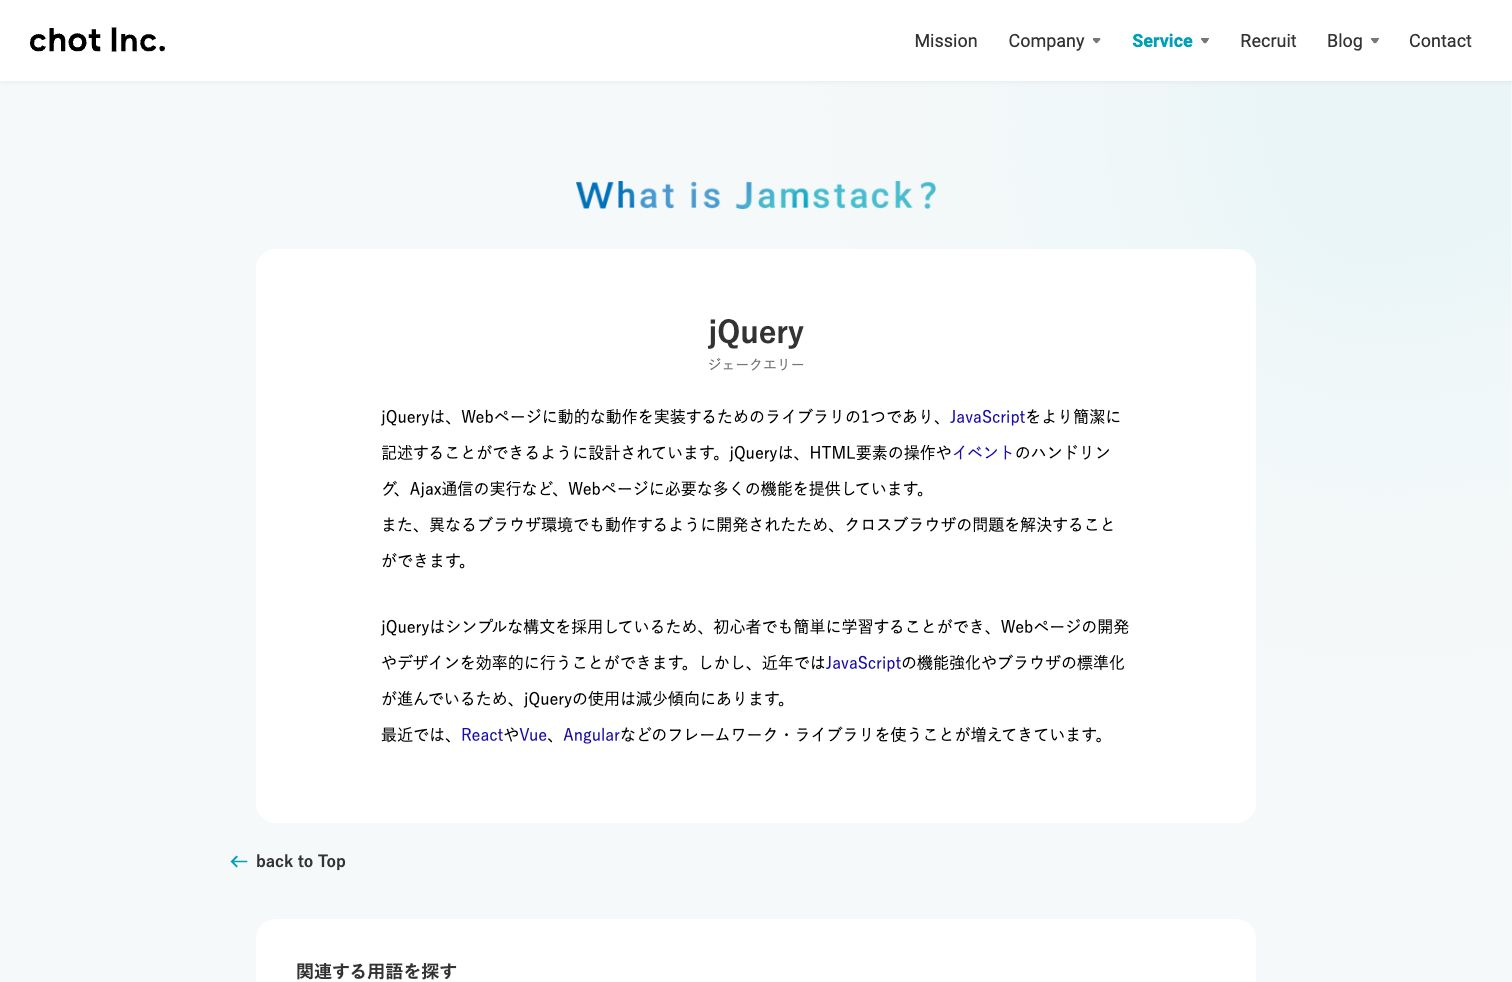 chot Inc.
Mission Company Service Recruit Blog Contact
What is Jamstack?
jQuery
ジェークエリー
jQueryは、Webページに動的な動作を実装するためのライブラリの1つであり、JavaScriptをより簡潔に
記述することができるように設計されています。jQueryは、HTML要素の操作やイベントのハンドリン
グ、Ajax通信の実行など、Webページに必要な多くの機能を提供しています。
また、異なるブラウザ環境でも動作するように開発されたため、クロスブラウザの問題を解決すること
ができます。
jQueryはシンプルな構文を採用しているため、初心者でも簡単に学習することができ、Webページの開発
やデザインを効率的に行うことができます。しかし、近年ではJavaScriptの機能強化やブラウザの標準化
が進んでいるため、jQueryの使用は減少傾向にあります。
最近では、ReactやVue、Angularなどのフレームワーク・ライブラリを使うことが増えてきています。
back to Top
関連する用語を探す